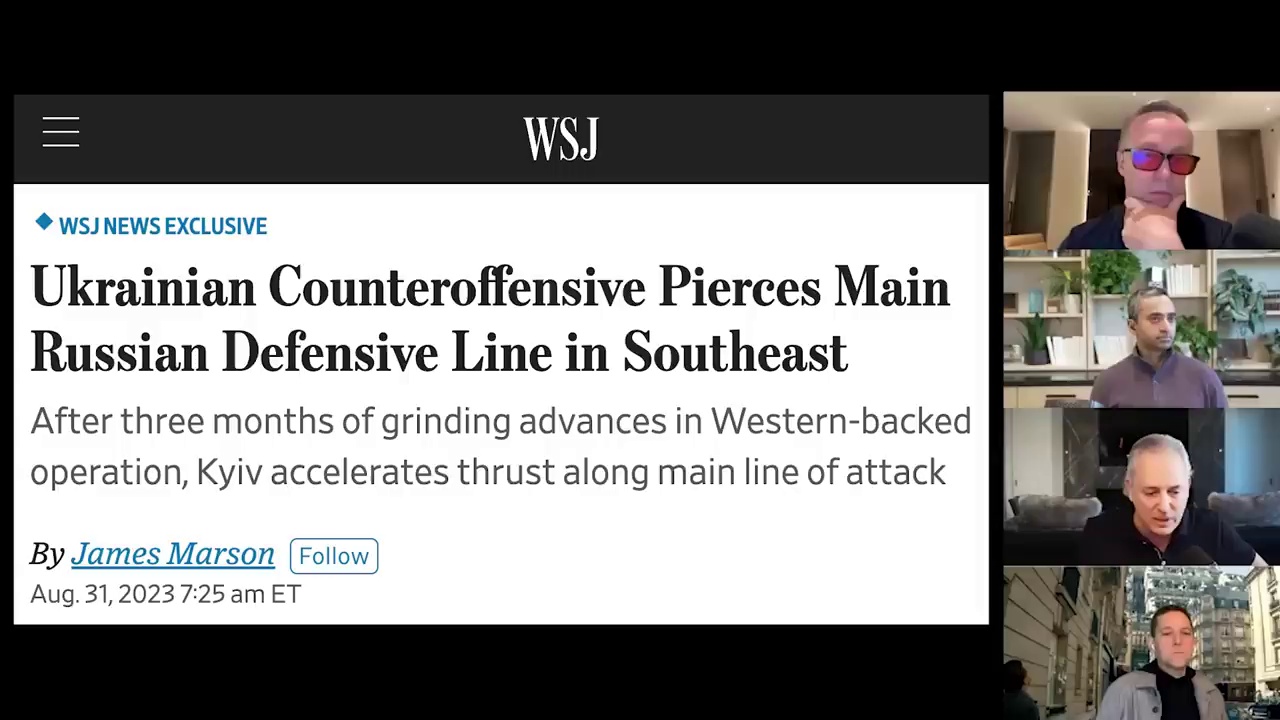 WSJ
WSJ NEWS EXCLUSIVE
Ukrainian Counteroffensive Pierces Main
Russian Defensive Line in Southeast
After three months of grinding advances in Western-backed
operation, Kyiv accelerates thrust along main line of attack
By James Marson Follow
Aug. 31, 2023 7:25 am ET